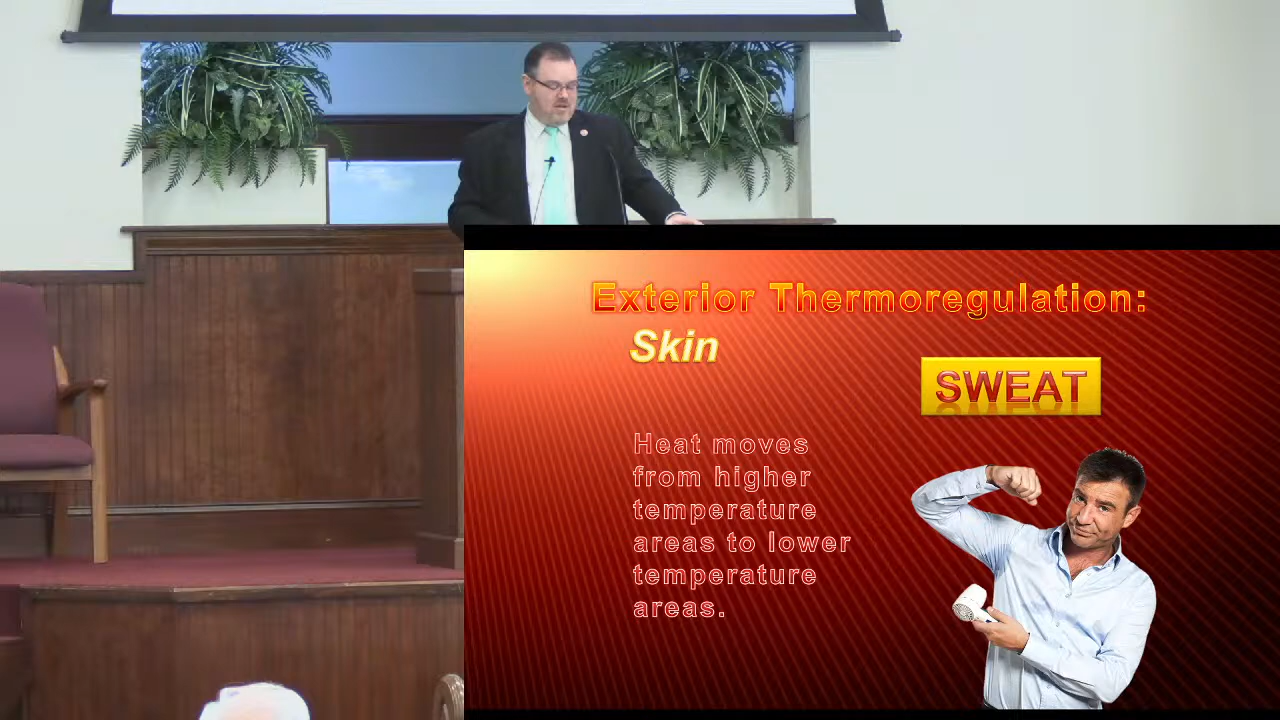 Exterior Thermoregulation:
Skin
SWEAT
Heat moves
from higher
temperature
areas to lower
temperature
areas.